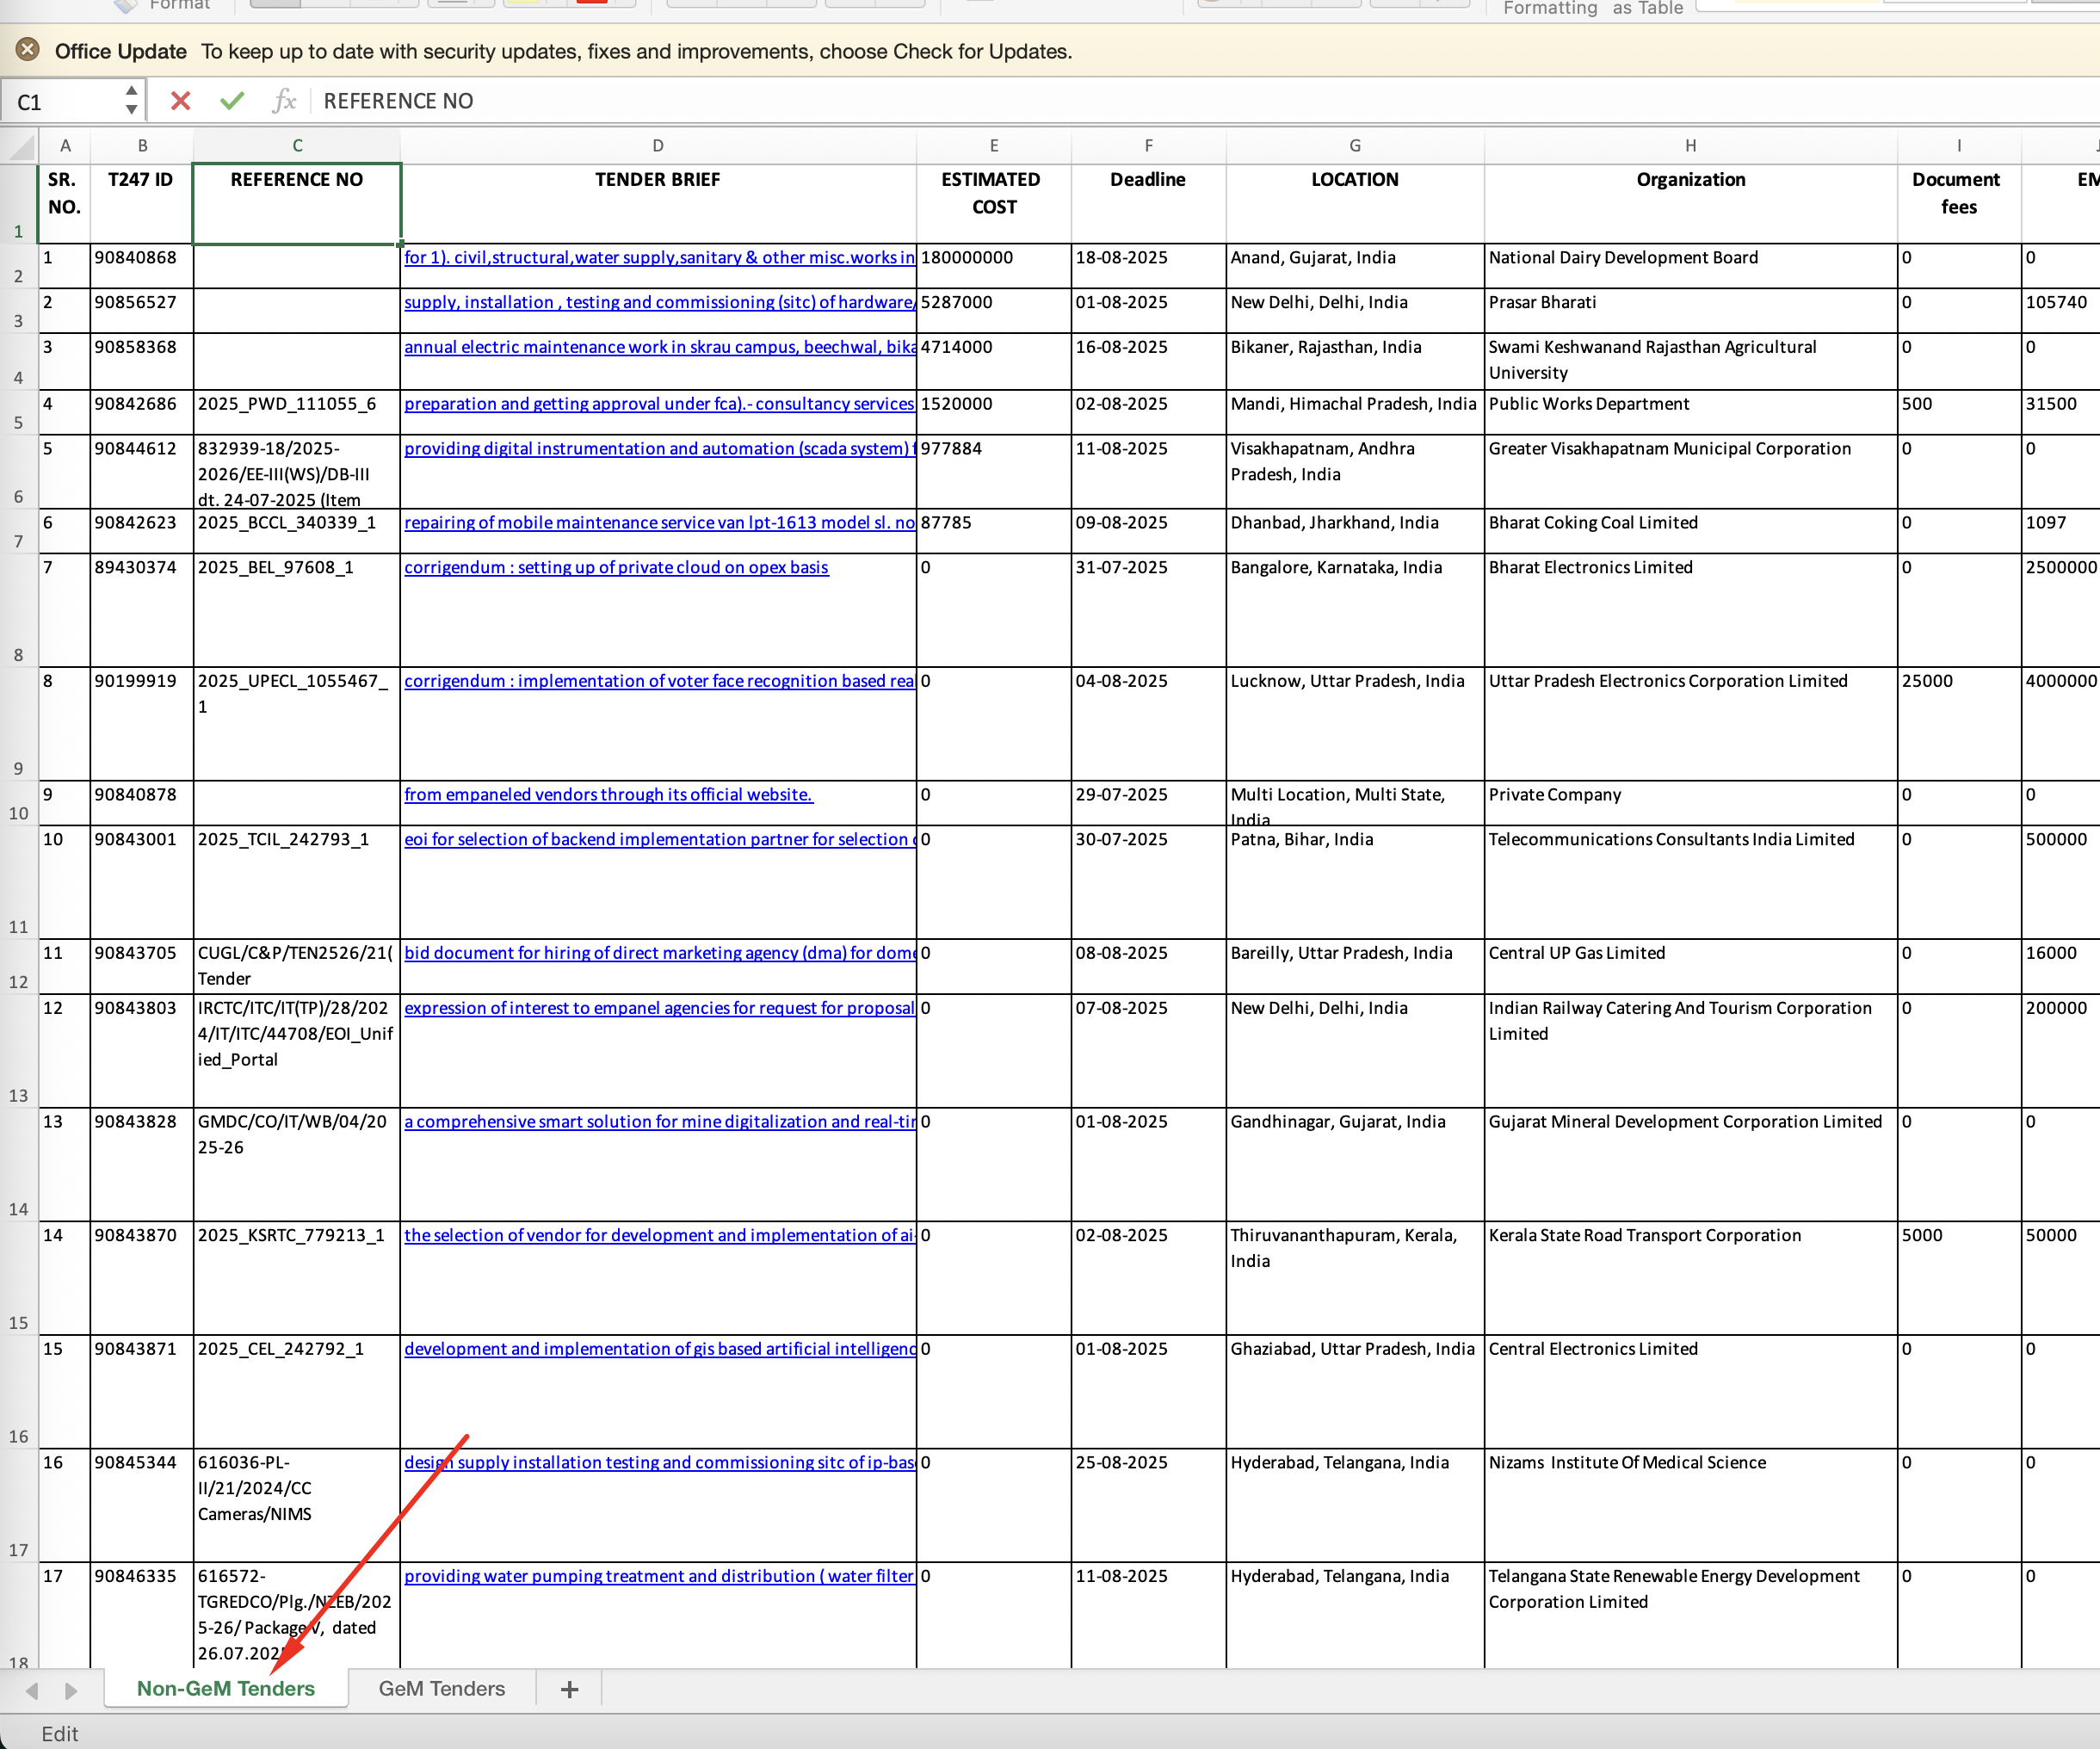 Format
Formatting as Table
Office Update To keep up to date with security updates, fixes and improvements, choose Check for Updates.
C1 fx REFERENCE NO
A B C D E F G H I
SR. NO. T247 ID REFERENCE NO TENDER BRIEF ESTIMATED COST Deadline LOCATION Organization Document fees EM
1
1 90840868 for 1). civil,structural,water supply,sanitary & other misc.works in 180000000 18-08-2025 Anand, Gujarat, India National Dairy Development Board 0 0
2
2 90856527 supply, installation , testing and commissioning (sitc) of hardware/ 5287000 01-08-2025 New Delhi, Delhi, India Prasar Bharati 0 105740
3
3 90858368 annual electric maintenance work in skrau campus, beechwal, bika 4714000 16-08-2025 Bikaner, Rajasthan, India Swami Keshwanand Rajasthan Agricultural University 0 0
4
4 90842686 2025_PWD_111055_6 preparation and getting approval under fca).- consultancy services 1520000 02-08-2025 Mandi, Himachal Pradesh, India Public Works Department 500 31500
5
5 90844612 832939-18/2025-2026/EE-III(WS)/DB-III dt. 24-07-2025 (Item providing digital instrumentation and automation (scada system) f 977884 11-08-2025 Visakhapatnam, Andhra Pradesh, India Greater Visakhapatnam Municipal Corporation 0 0
6
6 90842623 2025_BCCL_340339_1 repairing of mobile maintenance service van lpt-1613 model sl. no 87785 09-08-2025 Dhanbad, Jharkhand, India Bharat Coking Coal Limited 0 1097
7
7 89430374 2025_BEL_97608_1 corrigendum : setting up of private cloud on opex basis 0 31-07-2025 Bangalore, Karnataka, India Bharat Electronics Limited 0 2500000
8
8 90199919 2025_UPECL_1055467_1 corrigendum : implementation of voter face recognition based rea 0 04-08-2025 Lucknow, Uttar Pradesh, India Uttar Pradesh Electronics Corporation Limited 25000 4000000
9
9 90840878 from empaneled vendors through its official website. 0 29-07-2025 Multi Location, Multi State, India Private Company 0 0
10
10 90843001 2025_TCIL_242793_1 eoi for selection of backend implementation partner for selection 0 30-07-2025 Patna, Bihar, India Telecommunications Consultants India Limited 0 500000
11
11 90843705 CUGL/C&P/TEN2526/21( Tender bid document for hiring of direct marketing agency (dma) for dome 0 08-08-2025 Bareilly, Uttar Pradesh, India Central UP Gas Limited 0 16000
12
12 90843803 IRCTC/ITC/IT(TP)/28/2024/IT/ITC/44708/EOI_Unified_Portal expression of interest to empanel agencies for request for proposal 0 07-08-2025 New Delhi, Delhi, India Indian Railway Catering And Tourism Corporation Limited 0 200000
13
13 90843828 GMDC/CO/IT/WB/04/2025-26 a comprehensive smart solution for mine digitalization and real-tir 0 01-08-2025 Gandhinagar, Gujarat, India Gujarat Mineral Development Corporation Limited 0 0
14
14 90843870 2025_KSRTC_779213_1 the selection of vendor for development and implementation of ai- 0 02-08-2025 Thiruvananthapuram, Kerala, India Kerala State Road Transport Corporation 5000 50000
15
15 90843871 2025_CEL_242792_1 development and implementation of gis based artificial intelligenc 0 01-08-2025 Ghaziabad, Uttar Pradesh, India Central Electronics Limited 0 0
16
16 90845344 616036-PL-II/21/2024/CC Cameras/NIMS design supply installation testing and commissioning sitc of ip-bas 0 25-08-2025 Hyderabad, Telangana, India Nizams Institute Of Medical Science 0 0
17
17 90846335 616572-TGREDCO/Plg./NZEB/2025-26/ Package V, dated 26.07.202 providing water pumping treatment and distribution ( water filter 0 11-08-2025 Hyderabad, Telangana, India Telangana State Renewable Energy Development Corporation Limited 0 0
18
Non-GeM Tenders GeM Tenders +
Edit